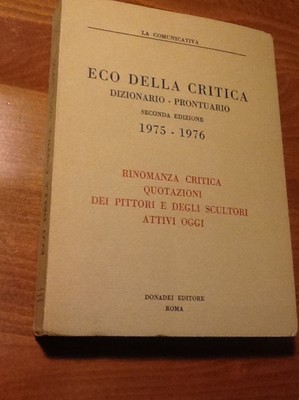 LA COMUNICATIVA
ECO DELLA CRITICA
DIZIONARIO - PRONTUARIO
SECONDA EDIZIONE
1975 - 1976
RINOMANZA CRITICA
QUOTAZIONI
DEI PITTORI E DEGLI SCULTORI
ATTIVI OGGI
DONADEI EDITORE
ROMA